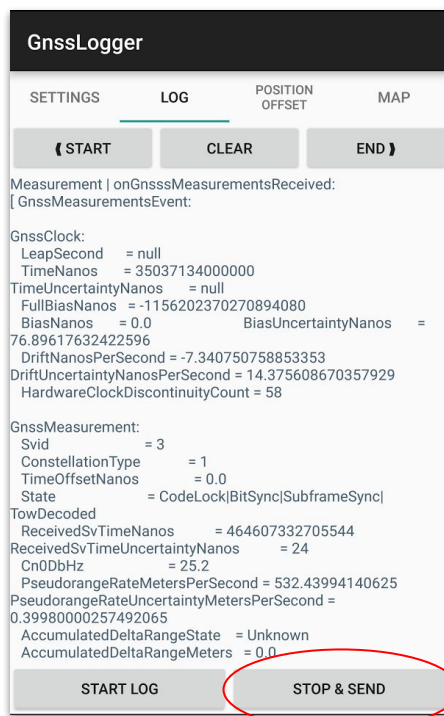 GnssLogger
SETTINGS LOG POSITION OFFSET MAP
❪ START CLEAR END ❫
Measurement | onGnsssMeasurementsReceived:
[ GnssMeasurementsEvent:
GnssClock:
LeapSecond = null
TimeNanos = 35037134000000
TimeUncertaintyNanos = null
FullBiasNanos = -1156202370270894080
BiasNanos = 0.0 BiasUncertaintyNanos =
76.89617632422596
DriftNanosPerSecond = -7.340750758853353
DriftUncertaintyNanosPerSecond = 14.375608670357929
HardwareClockDiscontinuityCount = 58
GnssMeasurement:
Svid = 3
ConstellationType = 1
TimeOffsetNanos = 0.0
State = CodeLock|BitSync|SubframeSync|
TowDecoded
ReceivedSvTimeNanos = 464607332705544
ReceivedSvTimeUncertaintyNanos = 24
Cn0DbHz = 25.2
PseudorangeRateMetersPerSecond = 532.43994140625
PseudorangeRateUncertaintyMetersPerSecond =
0.39980000257492065
AccumulatedDeltaRangeState = Unknown
AccumulatedDeltaRangeMeters = 0.0
START LOG STOP & SEND